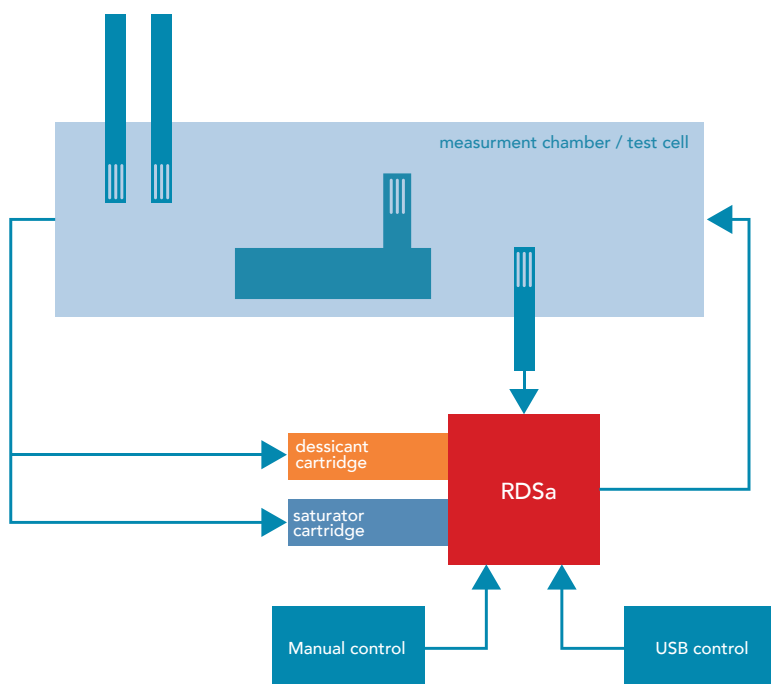 measurment chamber / test cell
dessicant
cartridge
RDSa
saturator
cartridge
Manual control
USB control